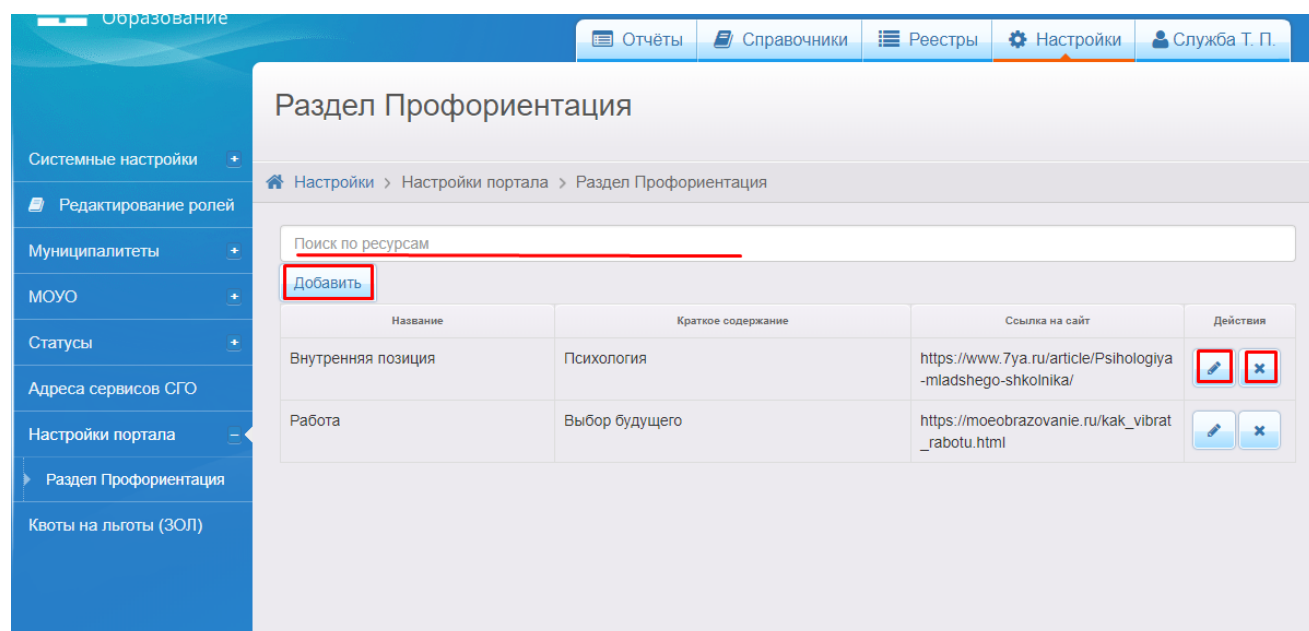 Образование
Отчёты Справочники Реестры Настройки Служба Т. П.
Раздел Профориентация
Настройки > Настройки портала > Раздел Профориентация
Системные настройки
Редактирование ролей
Муниципалитеты
МОУО
Статусы
Адреса сервисов СГО
Настройки портала
Раздел Профориентация
Квоты на льготы (ЗОЛ)
Поиск по ресурсам
Добавить
Название Краткое содержание Ссылка на сайт Действия
Внутренняя позиция Психология https://www.7ya.ru/article/Psihologiya
-mladshego-shkolnika/
Работа Выбор будущего https://moeobrazovanie.ru/kak_vibrat
_rabotu.html